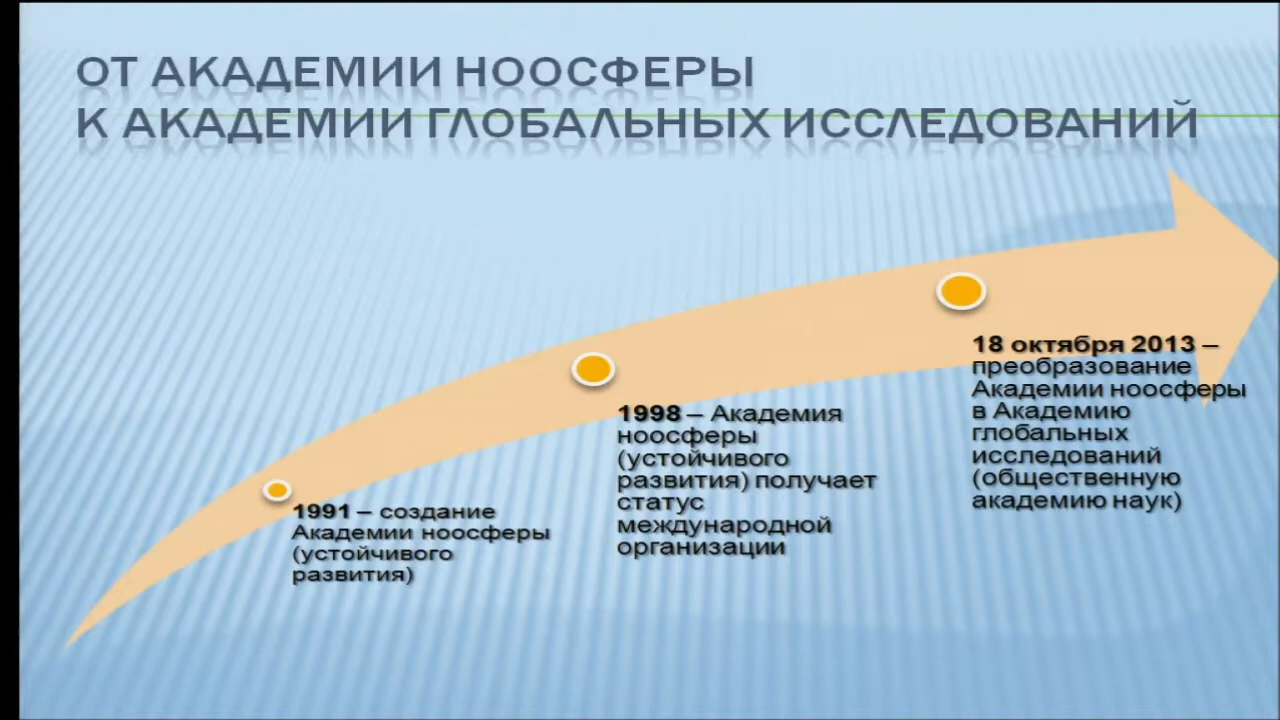 ОТ АКАДЕМИИ НООСФЕРЫ
К АКАДЕМИИ ГЛОБАЛЬНЫХ ИССЛЕДОВАНИЙ
1991 – создание
Академии ноосферы
(устойчивого
развития)
1998 – Академия
ноосферы
(устойчивого
развития) получает
статус
международной
организации
18 октября 2013 –
преобразование
Академии ноосферы
в Академию
глобальных
исследований
(общественную
академию наук)